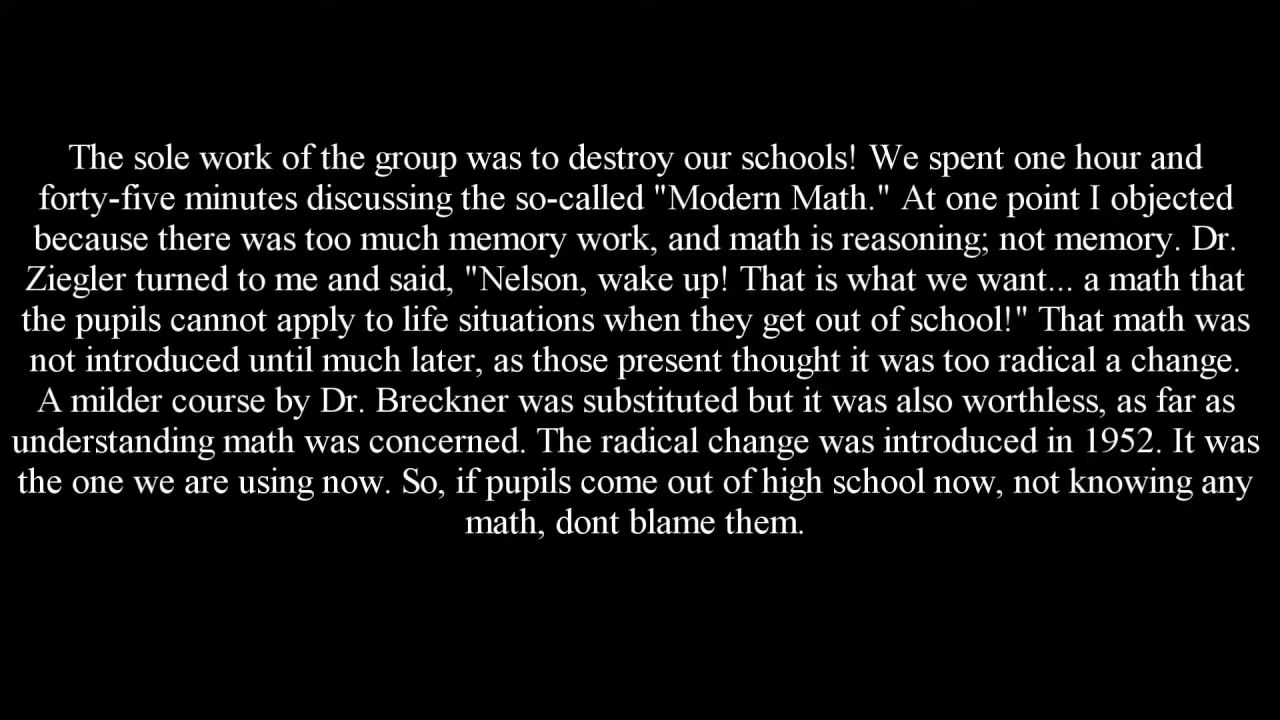 The sole work of the group was to destroy our schools! We spent one hour and
forty-five minutes discussing the so-called "Modern Math." At one point I objected
because there was too much memory work, and math is reasoning; not memory. Dr.
Ziegler turned to me and said, "Nelson, wake up! That is what we want... a math that
the pupils cannot apply to life situations when they get out of school!" That math was
not introduced until much later, as those present thought it was too radical a change.
A milder course by Dr. Breckner was substituted but it was also worthless, as far as
understanding math was concerned. The radical change was introduced in 1952. It was
the one we are using now. So, if pupils come out of high school now, not knowing any
math, dont blame them.